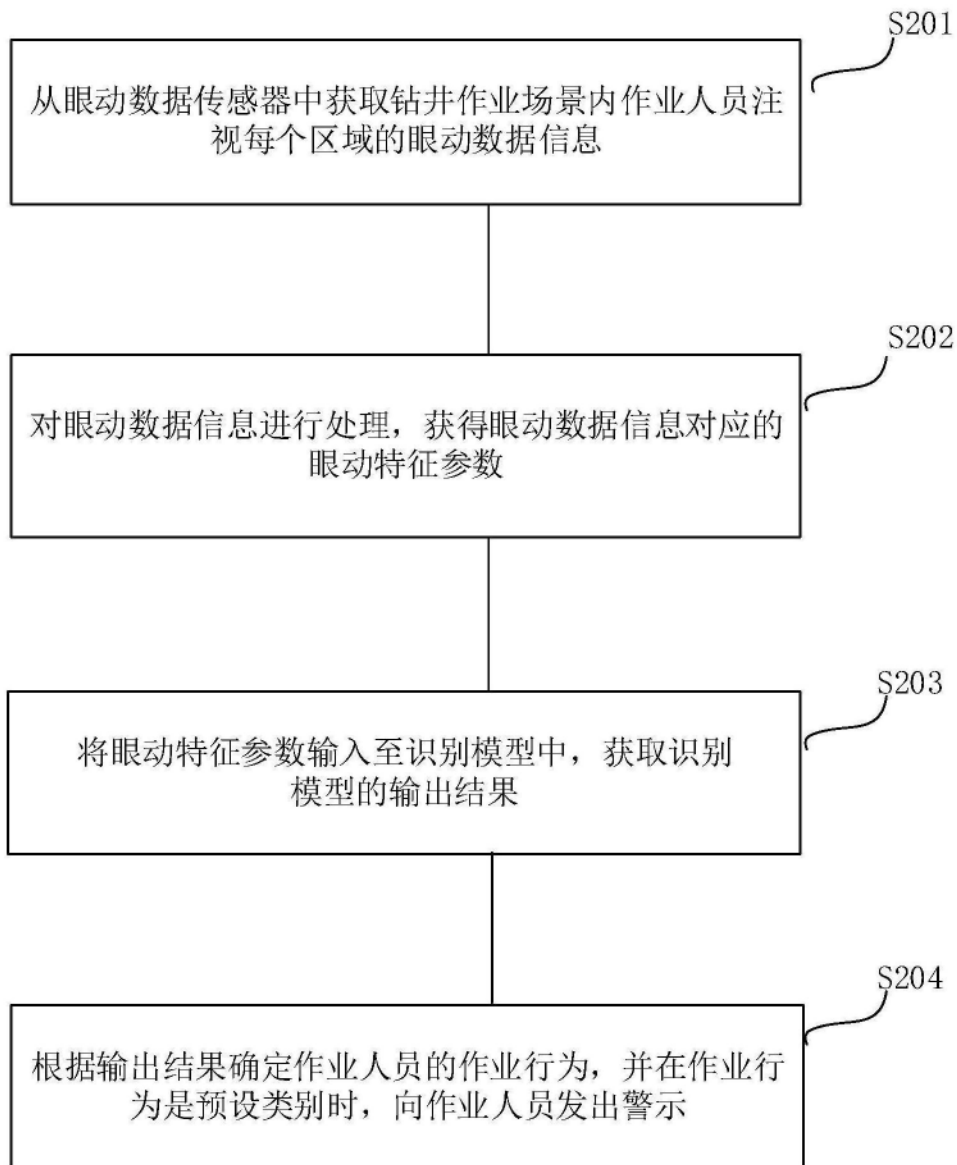 S201
从眼动数据传感器中获取钻井作业场景内作业人员注
视每个区域的眼动数据信息
S202
对眼动数据信息进行处理，获得眼动数据信息对应的
眼动特征参数
S203
将眼动特征参数输入至识别模型中，获取识别
模型的输出结果
S204
根据输出结果确定作业人员的作业行为，并在作业行
为是预设类别时，向作业人员发出警示